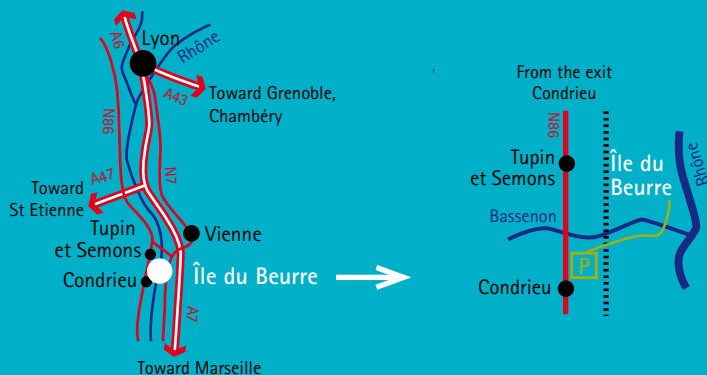 A6
Lyon
Rhône
A43
Toward Grenoble,
Chambéry
N86
N7
A47
Toward
St Etienne
Tupin
et Semons
Vienne
Condrieu
Île du Beurre
A7
Toward Marseille
From the exit
Condrieu
N86
Tupin
et Semons
Île du
Beurre
Rhône
Bassenon
P
Condrieu